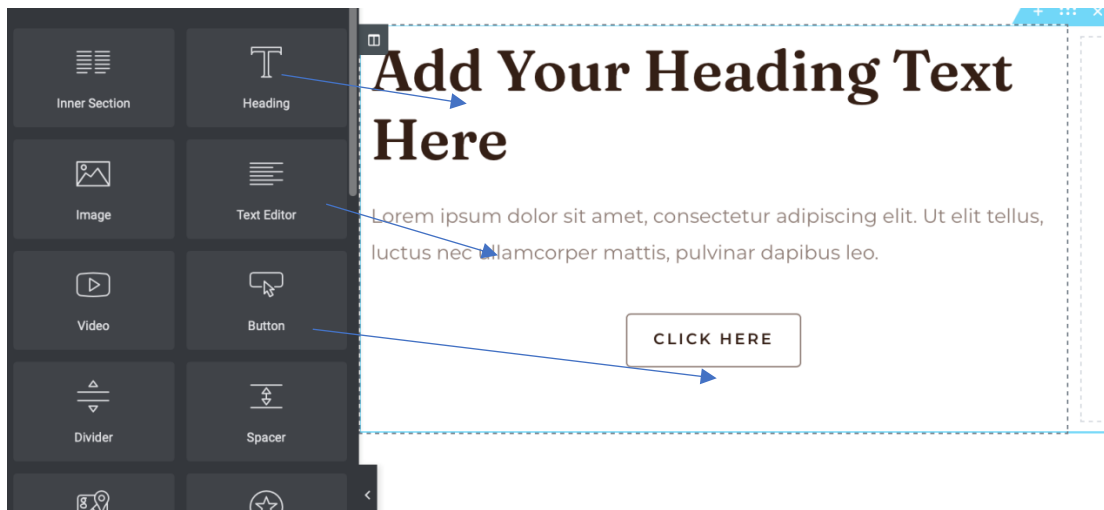 Inner Section
Heading
Image
Text Editor
Video
Button
Divider
Spacer
Add Your Heading Text
Here
Lorem ipsum dolor sit amet, consectetur adipiscing elit. Ut elit tellus,
luctus nec ullamcorper mattis, pulvinar dapibus leo.
CLICK HERE